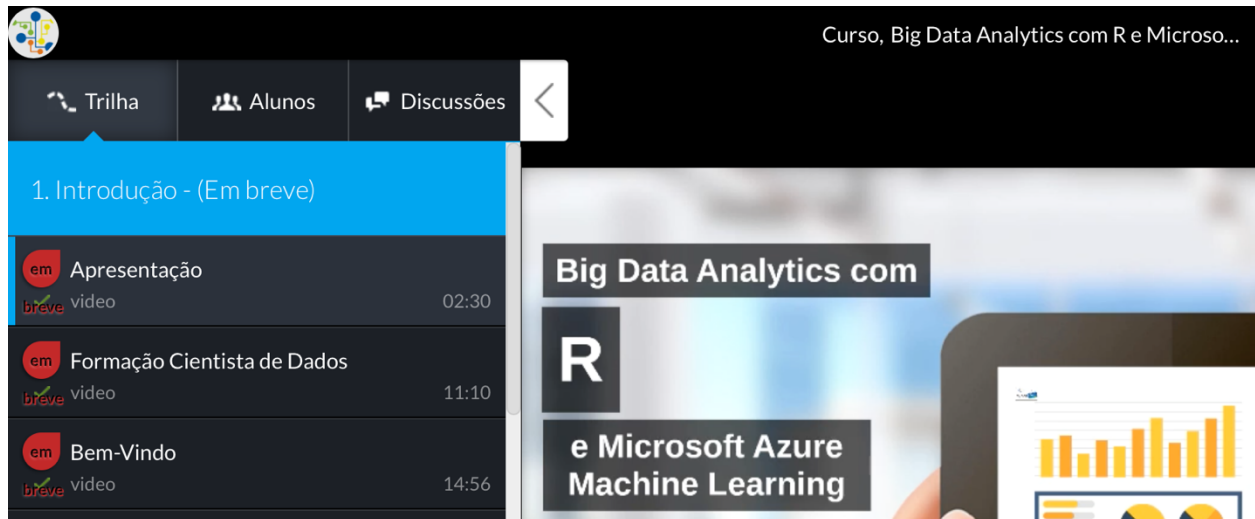 Curso, Big Data Analytics com R e Microso...
Trilha
Alunos
Discussões
1. Introdução - (Em breve)
em
breve
Apresentação
video
02:30
em
breve
Formação Cientista de Dados
video
11:10
em
breve
Bem-Vindo
video
14:56
Big Data Analytics com
R
e Microsoft Azure
Machine Learning